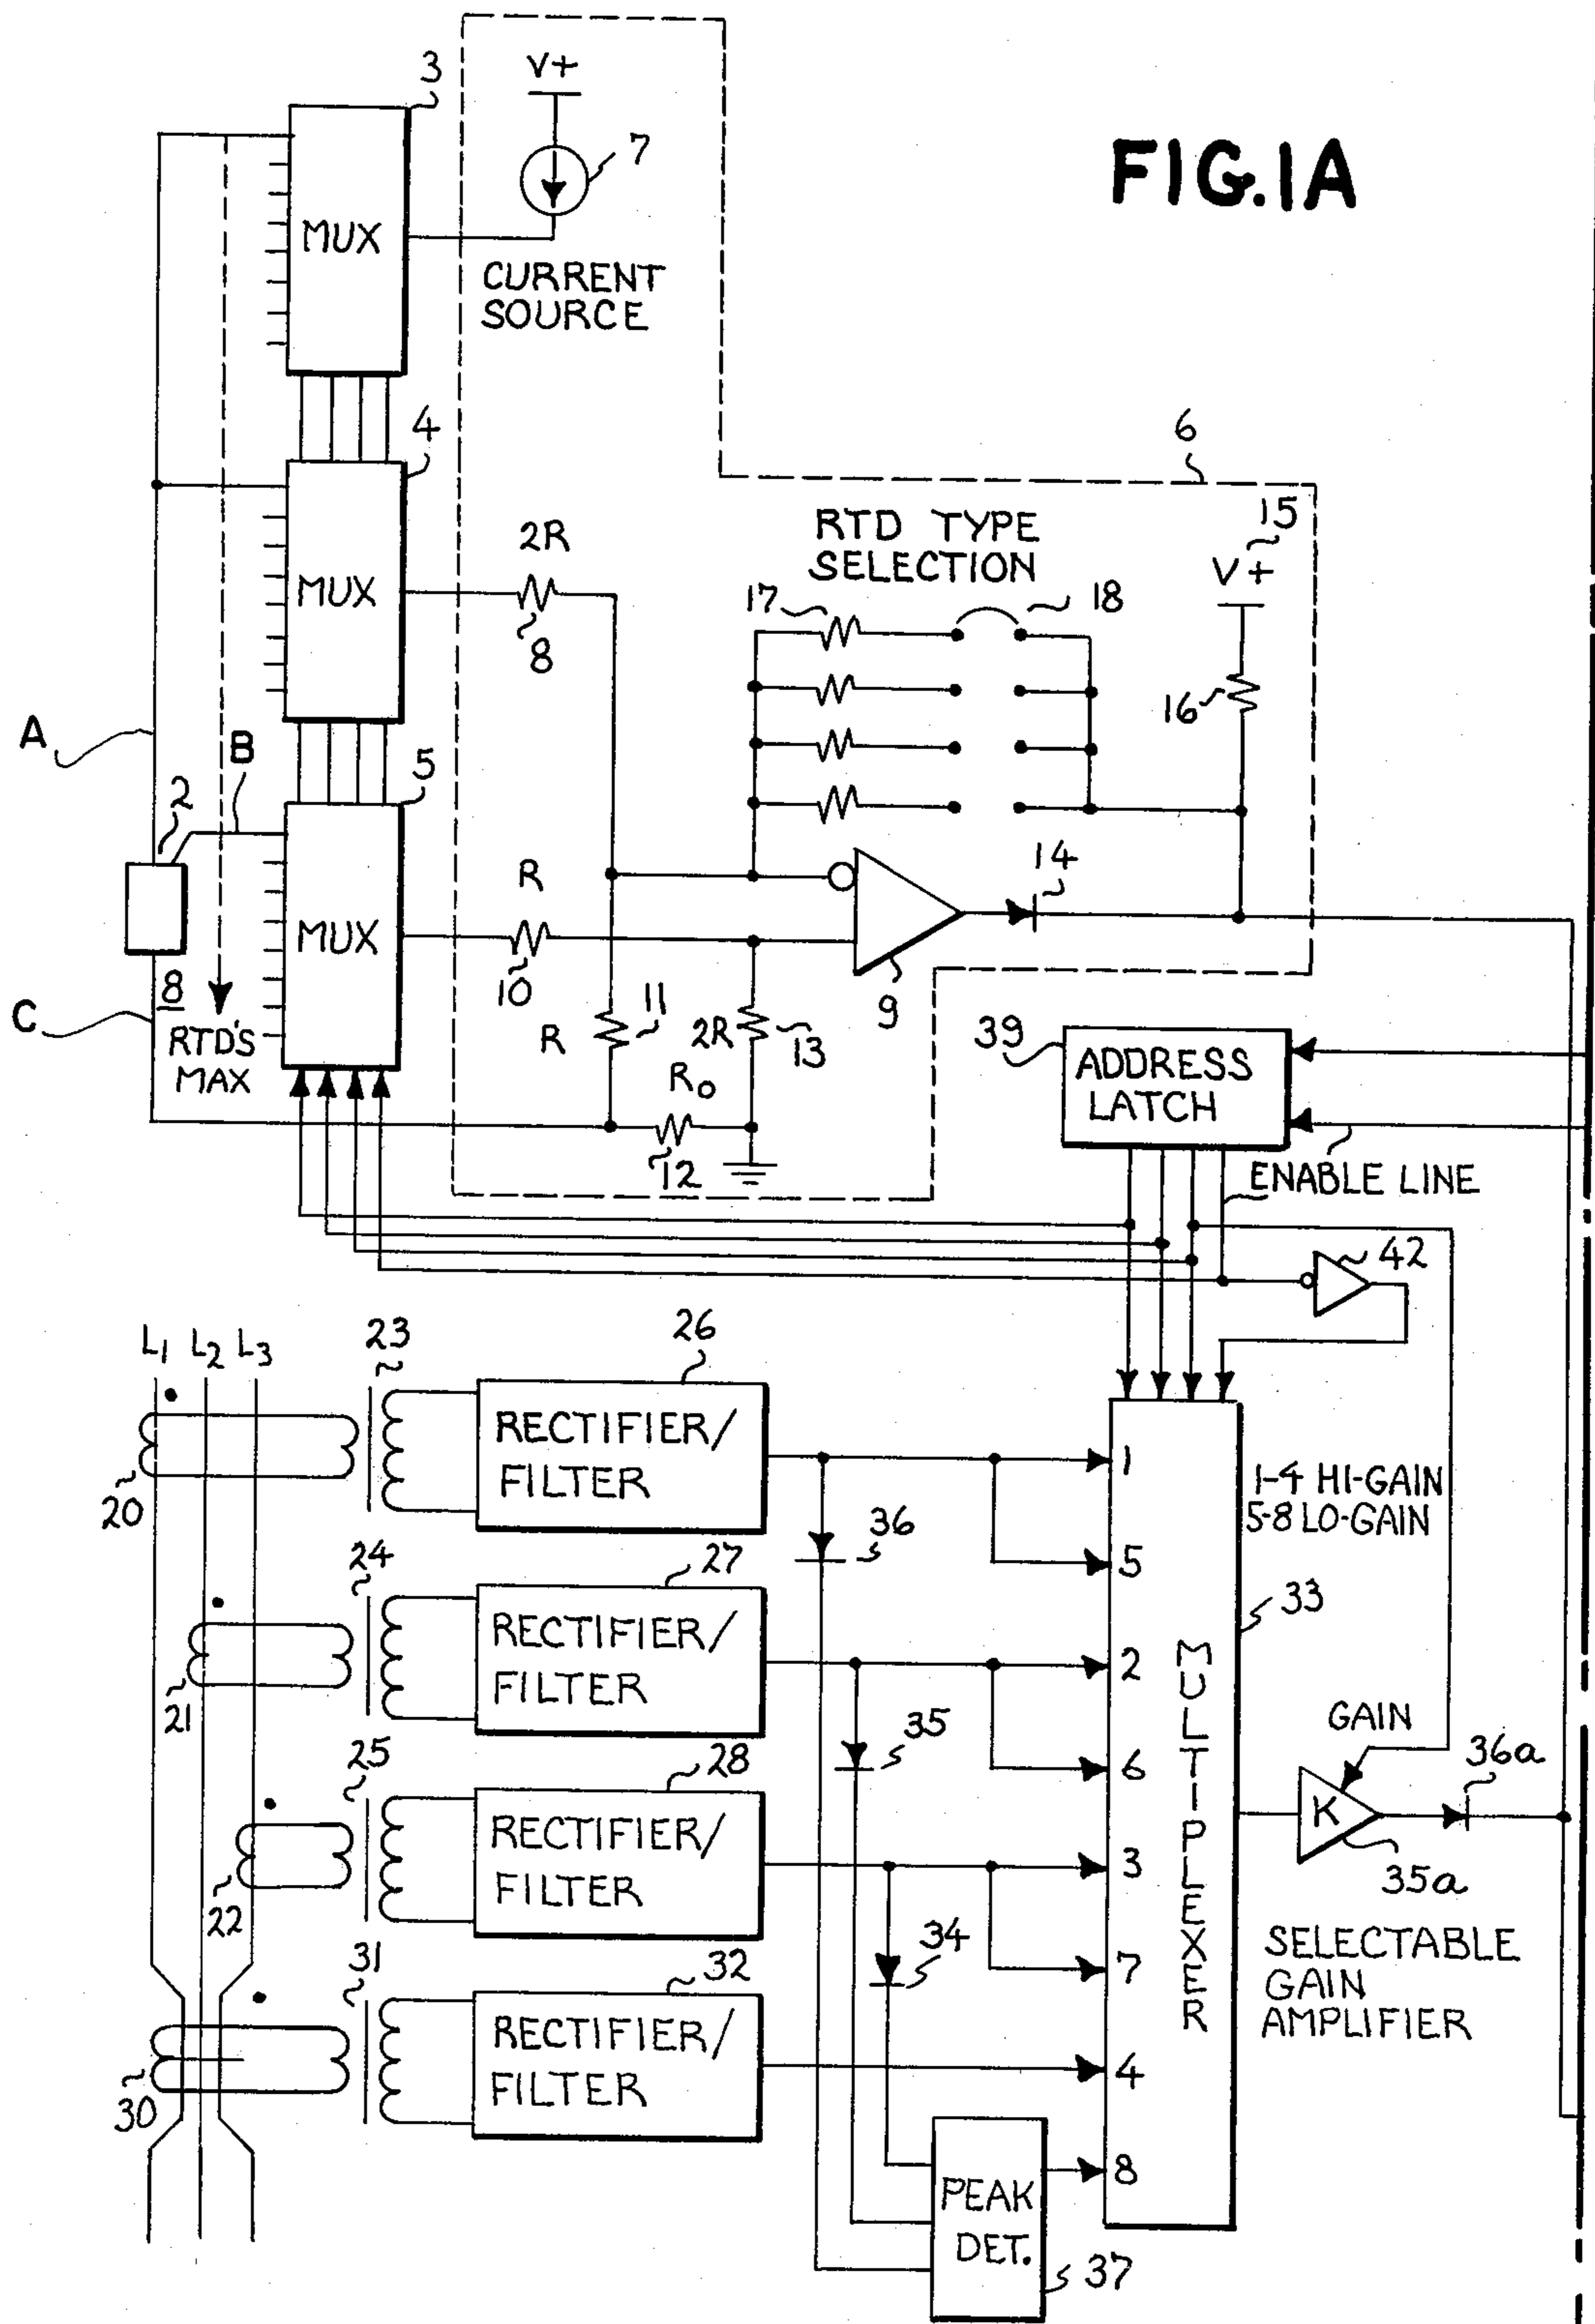 FIG.1A
3
V+
7
MUX
CURRENT
SOURCE
4
6
15
2R
RTD TYPE
SELECTION
V+
MUX
17
18
8
16
A
B
5
2
14
R
MUX
10
9
8
C
RTD'S
MAX
R
11
2R
13
39
ADDRESS
LATCH
Ro
12
ENABLE LINE
42
L1 L2 L3
23
26
RECTIFIER/
FILTER
1
1-4 HI-GAIN
5-8 LO-GAIN
20
36
24
27
5
33
RECTIFIER/
FILTER
2
MULTIPLEXER
21
35
GAIN
25
28
6
36a
K
RECTIFIER/
FILTER
3
35a
22
34
SELECTABLE
GAIN
AMPLIFIER
31
32
7
RECTIFIER/
FILTER
4
30
8
PEAK
DET.
37